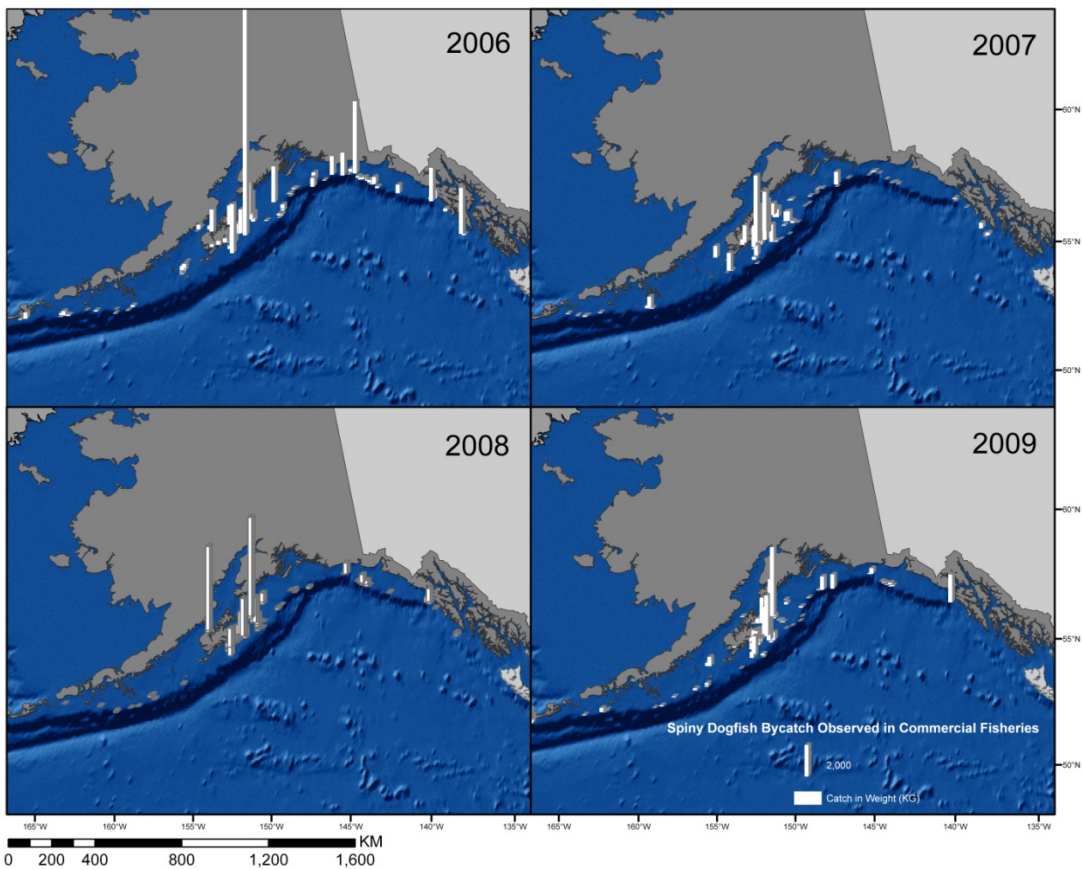 2006
2007
60°N
55°N
50°N
2008
2009
60°N
55°N
Spiny Dogfish Bycatch Observed in Commercial Fisheries
2,000
50°N
Catch in Weight (KG)
165°W 160°W 155°W 150°W 145°W 140°W 135°W 165°W 160°W 155°W 150°W 145°W 140°W 135°W
KM
0 200 400 800 1,200 1,600